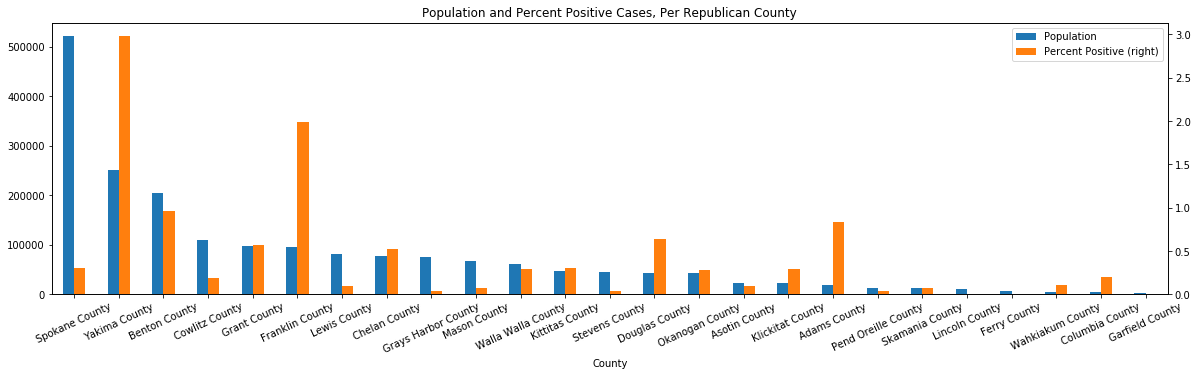 Population and Percent Positive Cases, Per Republican County
Population
Percent Positive (right)
500000
400000
300000
200000
100000
0
3.0
2.5
2.0
1.5
1.0
0.5
0.0
Spokane County
Yakima County
Benton County
Cowlitz County
Grant County
Franklin County
Lewis County
Chelan County
Grays Harbor County
Mason County
Walla Walla County
Kittitas County
Stevens County
Douglas County
Okanogan County
Asotin County
Klickitat County
Adams County
Pend Oreille County
Skamania County
Lincoln County
Ferry County
Wahkiakum County
Columbia County
Garfield County
County